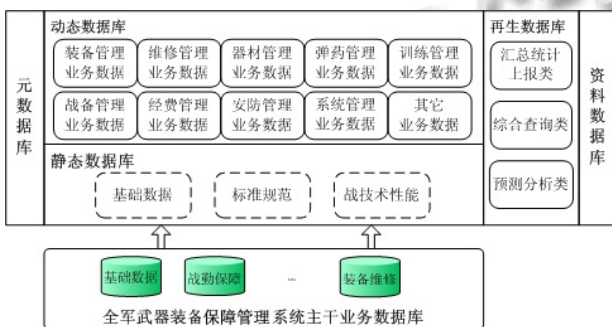 元数据库
动态数据库
装备管理
业务数据
维修管理
业务数据
器材管理
业务数据
弹药管理
业务数据
训练管理
业务数据
战备管理
业务数据
经费管理
业务数据
安防管理
业务数据
系统管理
业务数据
其它
业务数据
静态数据库
基础数据
标准规范
战技术性能
再生数据库
汇总统计
上报类
综合查询类
预测分析类
资料数据库
基础数据
战勤保障
...
装备维修
全军武器装备保障管理系统主干业务数据库